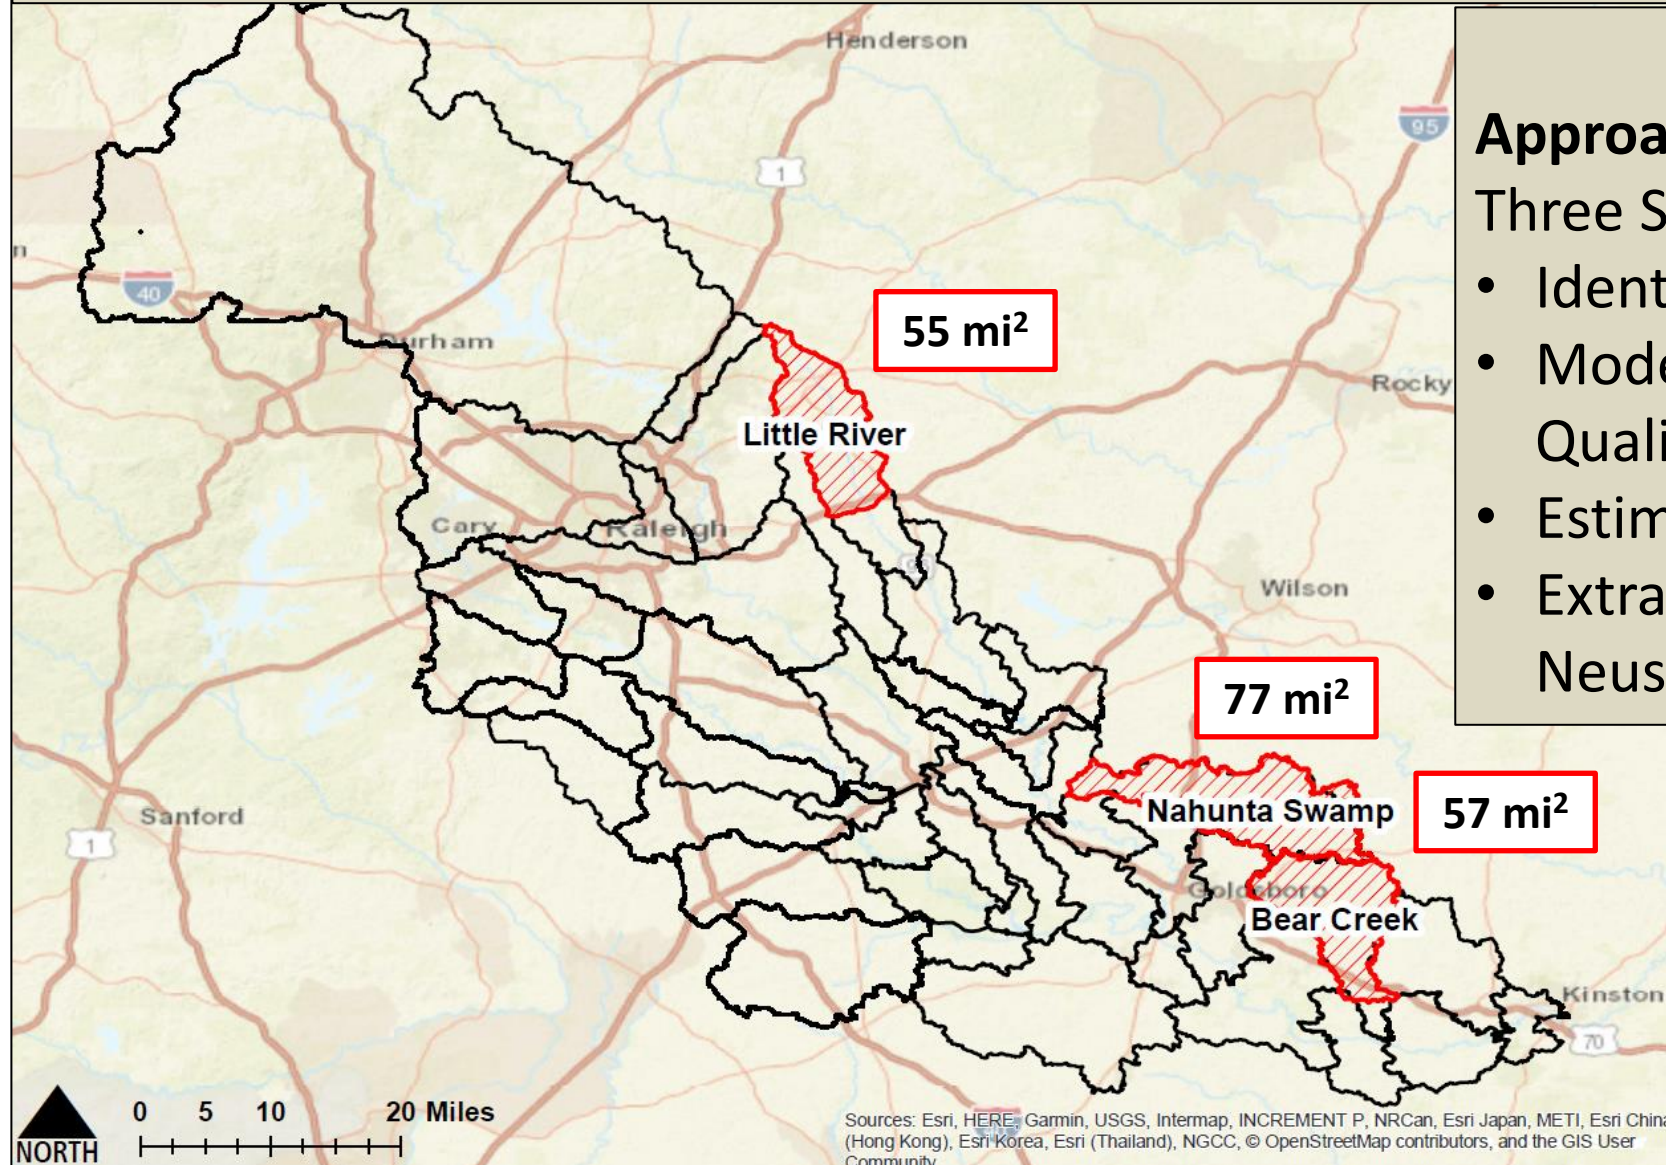 Henderson
95
1
Approa
Three S
• Ident
• Mode
Quali
• Estim
• Extra
Neus
n
40
Durham
55 mi²
Rocky
Little River
Cary
Raleigh
95
Wilson
77 mi²
Nahunta Swamp
57 mi²
Sanford
1
Goldsboro
Bear Creek
Kinston
70
NORTH
0 5 10 20 Miles
Sources: Esri, HERE, Garmin, USGS, Intermap, INCREMENT P, NRCan, Esri Japan, METI, Esri China
(Hong Kong), Esri Korea, Esri (Thailand), NGCC, © OpenStreetMap contributors, and the GIS User
Community